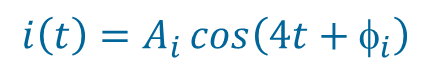 i(t) = A_i cos(4t + ϕ_i)